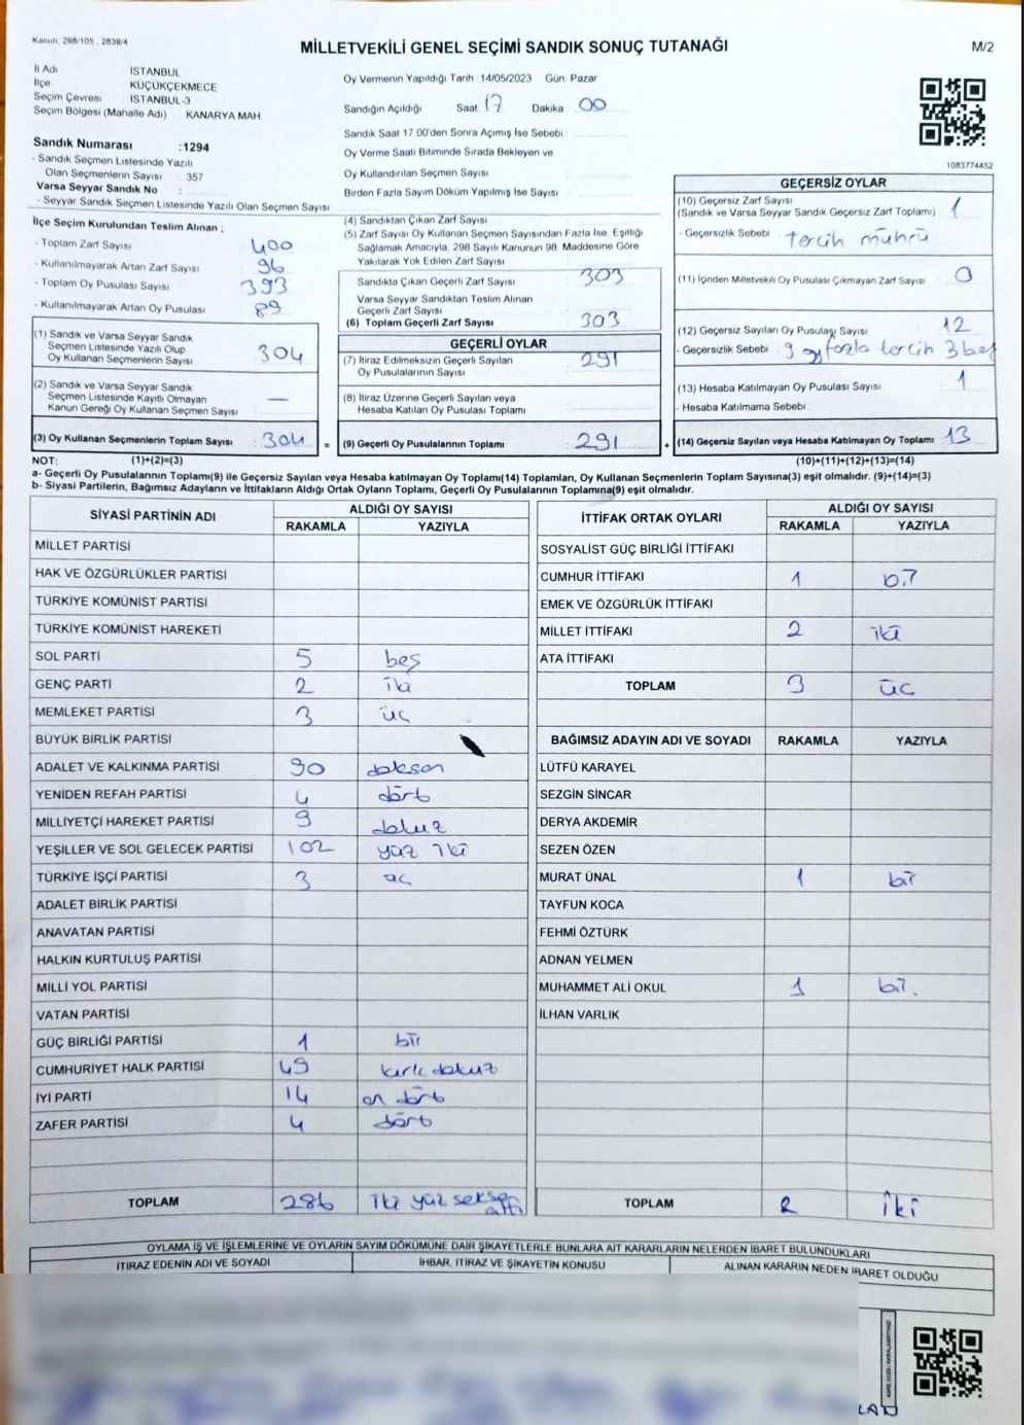 Kanun: 298/105, 2839/4
MİLLETVEKİLİ GENEL SEÇİMİ SANDIK SONUÇ TUTANAĞI
M/2
İl Adı İSTANBUL
İlçe KÜÇÜKÇEKMECE
Seçim Çevresi İSTANBUL-3
Seçim Bölgesi (Mahalle Adı) KANARYA MAH
Sandık Numarası :1294
- Sandık Seçmen Listesinde Yazılı
Olan Seçmenlerin Sayısı : 357
Varsa Seyyar Sandık No :
- Seyyar Sandık Seçmen Listesinde Yazılı Olan Seçmen Sayısı
Oy Vermenin Yapıldığı Tarih :14/05/2023 Gün: Pazar
Sandığın Açıldığı Saat 17 Dakika : 00
Sandık Saat 17.00'den Sonra Açımış İse Sebebi :
Oy Verme Saati Bitiminde Sırada Bekleyen ve
Oy Kullandırılan Seçmen Sayısı
Birden Fazla Sayım Döküm Yapılmış İse Sayısı
1083774452
İlçe Seçim Kurulundan Teslim Alınan ;
- Toplam Zarf Sayısı 400
- Kullanılmayarak Artan Zarf Sayısı 96
- Toplam Oy Pusulası Sayısı 393
- Kullanılmayarak Artan Oy Pusulası 89
(1) Sandık ve Varsa Seyyar Sandık
Seçmen Listesinde Yazılı Olup
Oy Kullanan Seçmenlerin Sayısı 304
(2) Sandık ve Varsa Seyyar Sandık
Seçmen Listesinde Kayıtlı Olmayan
Kanun Gereği Oy Kullanan Seçmen Sayısı —
(3) Oy Kullanan Seçmenlerin Toplam Sayısı 304 =
(4) Sandıktan Çıkan Zarf Sayısı
(5) Zarf Sayısı Oy Kullanan Seçmen Sayısından Fazla İse, Eşitliği
Sağlamak Amacıyla, 298 Sayılı Kanunun 98. Maddesine Göre
Yakılarak Yok Edilen Zarf Sayısı
Sandıkta Çıkan Geçerli Zarf Sayısı 303
Varsa Seyyar Sandıktan Teslim Alınan
Geçerli Zarf Sayısı
(6) Toplam Geçerli Zarf Sayısı 303
GEÇERLİ OYLAR
(7) İtiraz Edilmeksizin Geçerli Sayılan
Oy Pusulalarının Sayısı 291
(8) İtiraz Üzerine Geçerli Sayılan veya
Hesaba Katılan Oy Pusulası Toplamı
(9) Geçerli Oy Pusulalarının Toplamı 291 +
GEÇERSİZ OYLAR
(10) Geçersiz Zarf Sayısı
(Sandık ve Varsa Seyyar Sandık Geçersiz Zarf Toplamı) 1
- Geçersizlik Sebebi : tercih mührü
(11) İçinden Milletvekili Oy Pusulası Çıkmayan Zarf Sayısı 0
(12) Geçersiz Sayılan Oy Pusulası Sayısı 12
- Geçersizlik Sebebi : 9 fazla tercih 3 boş
(13) Hesaba Katılmayan Oy Pusulası Sayısı 1
- Hesaba Katılmama Sebebi
(14) Geçersiz Sayılan veya Hesaba Katılmayan Oy Toplamı 13
NOT: (1)+(2)=(3) (10)+(11)+(12)+(13)=(14)
a- Geçerli Oy Pusulalarının Toplamı(9) ile Geçersiz Sayılan veya Hesaba katılmayan Oy Toplamı(14) Toplamları, Oy Kullanan Seçmenlerin Toplam Sayısına(3) eşit olmalıdır. (9)+(14)=(3)
b- Siyasi Partilerin, Bağımsız Adayların ve İttifakların Aldığı Ortak Oyların Toplamı, Geçerli Oy Pusulalarının Toplamına(9) eşit olmalıdır.
SİYASİ PARTİNİN ADI ALDIĞI OY SAYISI
RAKAMLA YAZIYLA
MİLLET PARTİSİ
HAK VE ÖZGÜRLÜKLER PARTİSİ
TÜRKİYE KOMÜNİST PARTİSİ
TÜRKİYE KOMÜNİST HAREKETİ
SOL PARTİ 5 beş
GENÇ PARTİ 2 iki
MEMLEKET PARTİSİ 3 üç
BÜYÜK BİRLİK PARTİSİ
ADALET VE KALKINMA PARTİSİ 90 doksan
YENİDEN REFAH PARTİSİ 4 dört
MİLLİYETÇİ HAREKET PARTİSİ 9 dokuz
YEŞİLLER VE SOL GELECEK PARTİSİ 102 yüz iki
TÜRKİYE İŞÇİ PARTİSİ 3 üç
ADALET BİRLİK PARTİSİ
ANAVATAN PARTİSİ
HALKIN KURTULUŞ PARTİSİ
MİLLİ YOL PARTİSİ
VATAN PARTİSİ
GÜÇ BİRLİĞİ PARTİSİ 1 bir
CUMHURİYET HALK PARTİSİ 49 kırk dokuz
İYİ PARTİ 14 on dört
ZAFER PARTİSİ 4 dört
TOPLAM 286 iki yüz seksen altı
İTTİFAK ORTAK OYLARI ALDIĞI OY SAYISI
RAKAMLA YAZIYLA
SOSYALİST GÜÇ BİRLİĞİ İTTİFAKI
CUMHUR İTTİFAKI 1 bir
EMEK VE ÖZGÜRLÜK İTTİFAKI
MİLLET İTTİFAKI 2 iki
ATA İTTİFAKI
TOPLAM 3 üç
BAĞIMSIZ ADAYIN ADI VE SOYADI RAKAMLA YAZIYLA
LÜTFÜ KARAYEL
SEZGİN SİNCAR
DERYA AKDEMİR
SEZEN ÖZEN
MURAT ÜNAL 1 bir
TAYFUN KOCA
FEHMİ ÖZTÜRK
ADNAN YELMEN
MUHAMMET ALİ OKUL 1 bir.
İLHAN VARLIK
TOPLAM 2 iki
OYLAMA İŞ VE İŞLEMLERİNE VE OYLARIN SAYIM DÖKÜMÜNE DAİR ŞİKAYETLERLE BUNLARA AİT KARARLARIN NELERDEN İBARET BULUNDUKLARI
İTİRAZ EDENİN ADI VE SOYADI İHBAR, İTİRAZ VE ŞİKAYETİN KONUSU ALINAN KARARIN NEDEN İBARET OLDUĞU